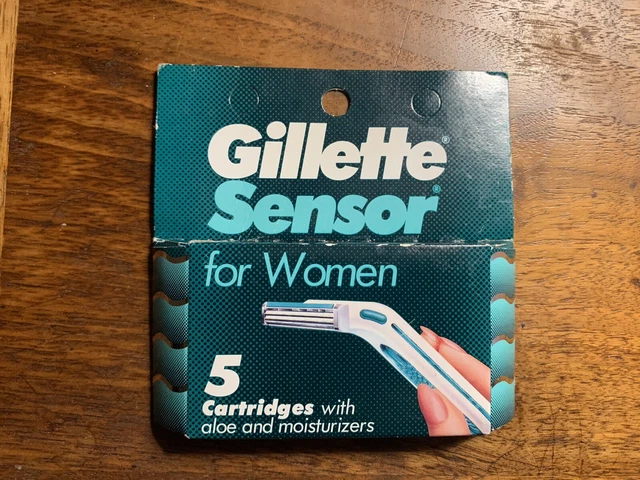 Gillette®
Sensor®
for Women
5
Cartridges with
aloe and moisturizers